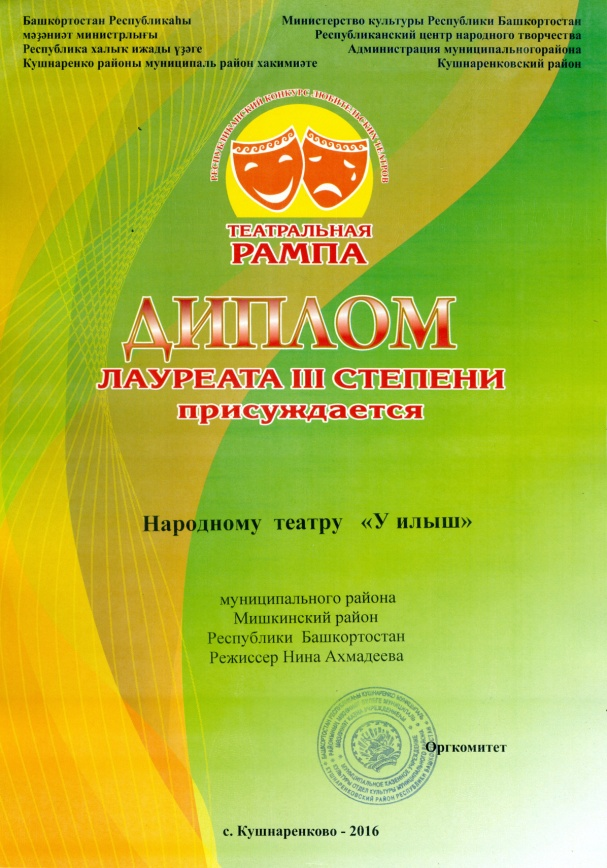 Башкортостан Республикаһы
мәҙәниәт министрлығы
Республика халыҡ ижады үҙәге
Кушнаренко районы муниципаль район хакимиәте
Министерство культуры Республики Башкортостан
Республиканский центр народного творчества
Администрация муниципальногорайона
Кушнаренковский район
РЕСПУБЛИКАНСКИЙ КОНКУРС ЛЮБИТЕЛЬСКИХ ТЕАТРОВ
ТЕАТРАЛЬНАЯ
РАМПА
ДИПЛОМ
ЛАУРЕАТА III СТЕПЕНИ
присуждается
Народному театру «У илыш»
муниципального района
Мишкинский район
Республики Башкортостан
Режиссер Нина Ахмадеева
Оргкомитет
с. Кушнаренково - 2016